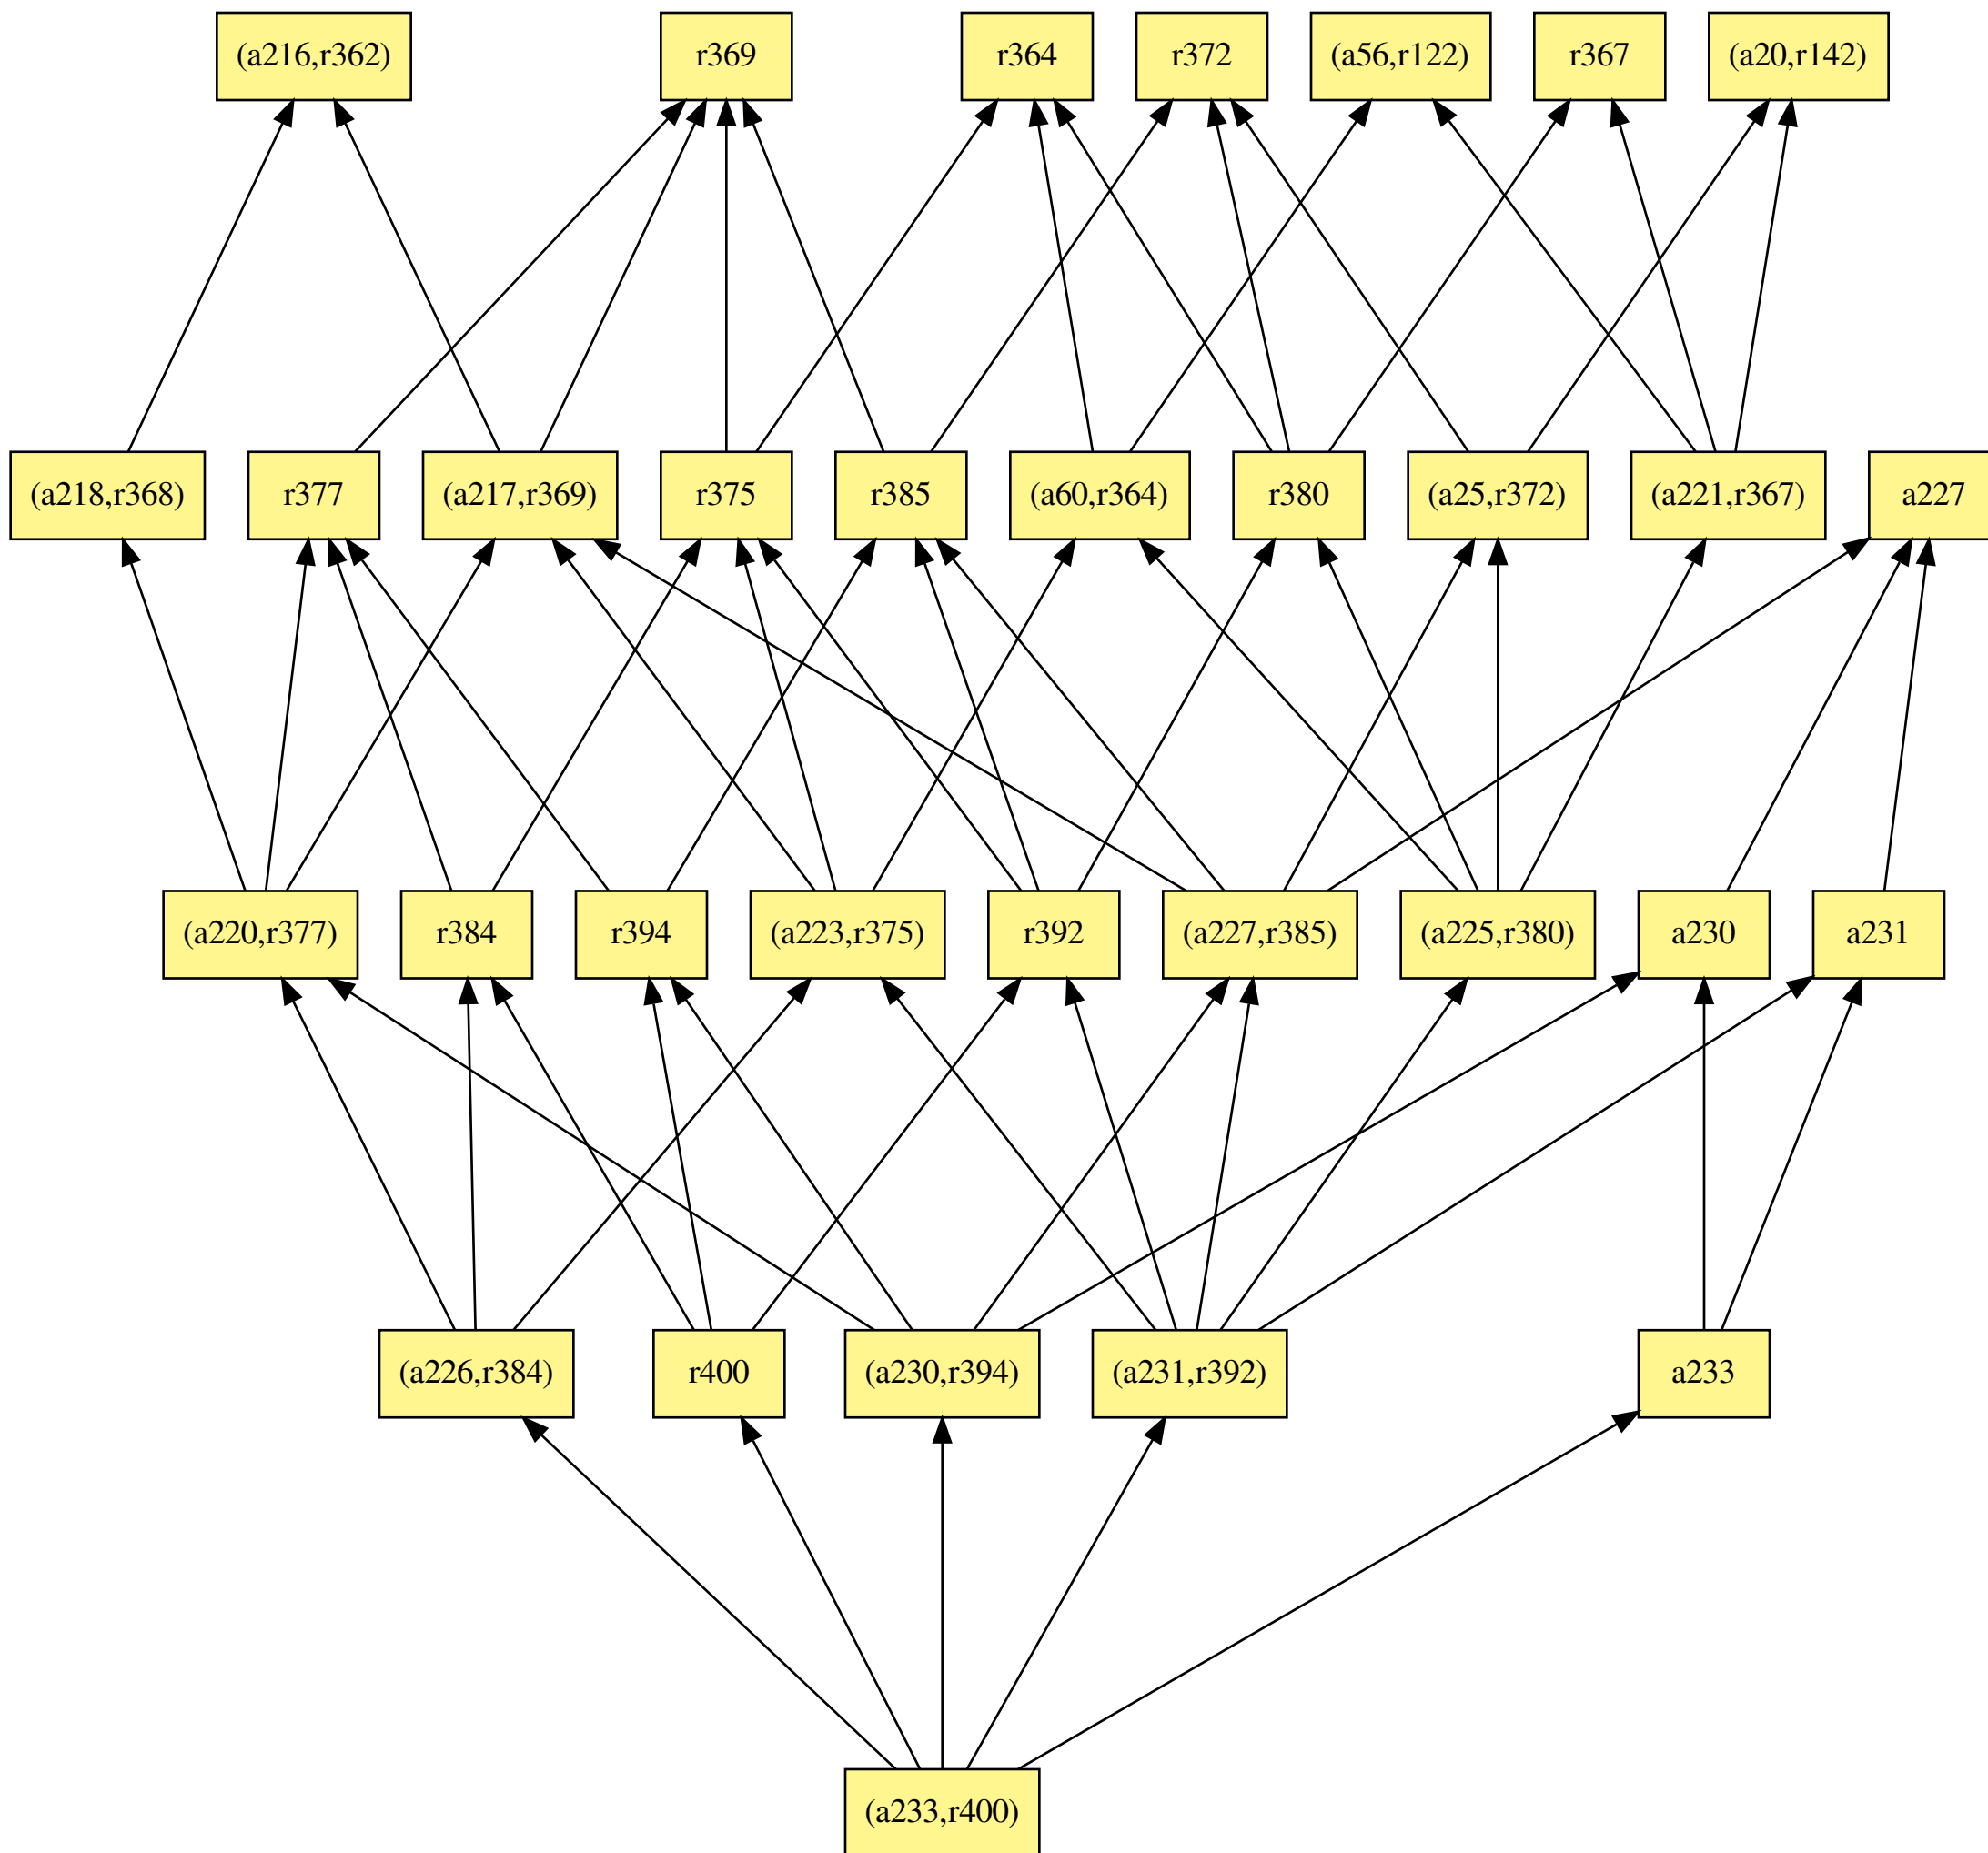 (a216,r362)
r369
r364
r372
(a56,r122)
r367
(a20,r142)
(a218,r368)
r377
(a217,r369)
r375
r385
(a60,r364)
r380
(a25,r372)
(a221,r367)
a227
(a220,r377)
r384
r394
(a223,r375)
r392
(a227,r385)
(a225,r380)
a230
a231
(a226,r384)
r400
(a230,r394)
(a231,r392)
a233
(a233,r400)